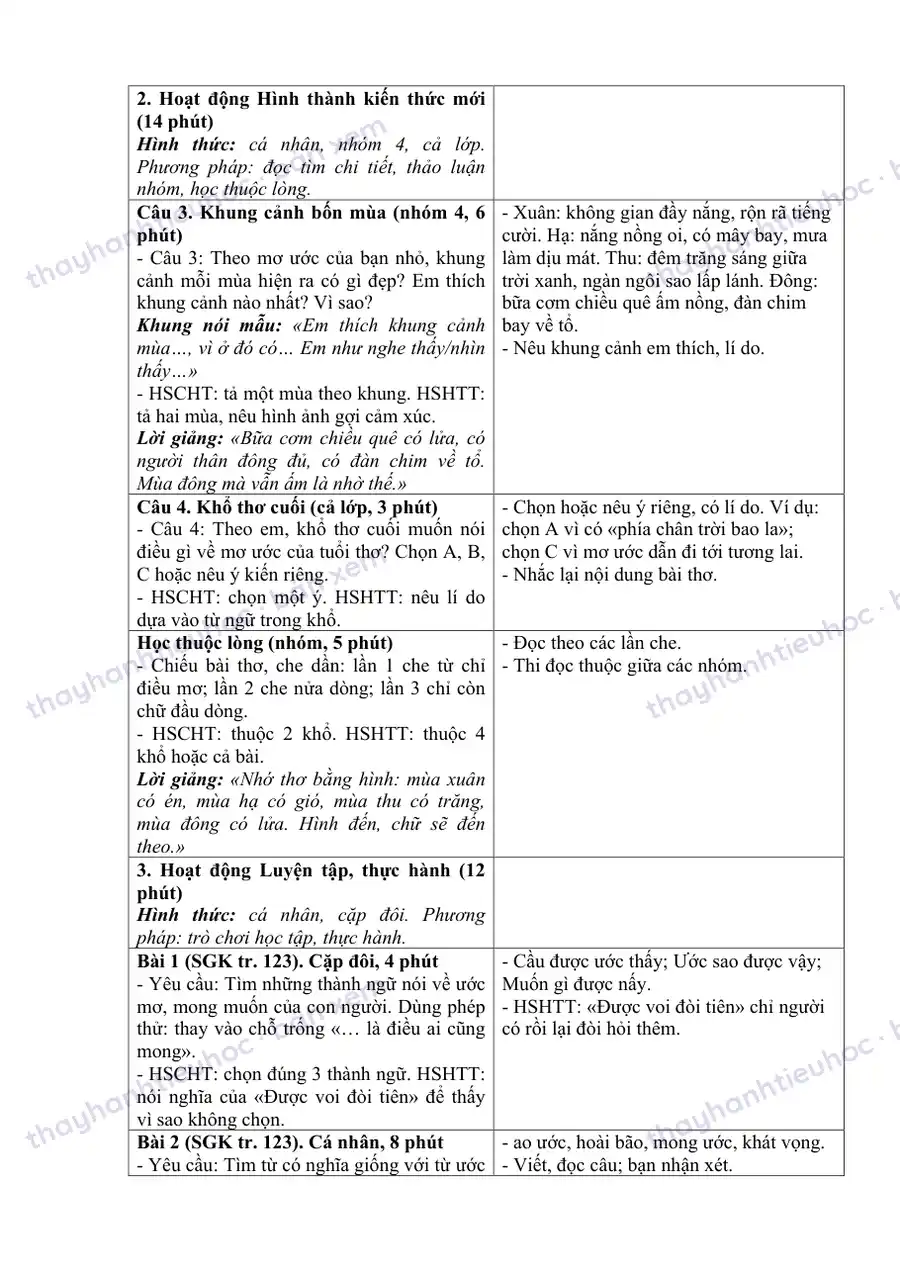 2. Hoạt động Hình thành kiến thức mới
(14 phút)
Hình thức: cá nhân, nhóm 4, cả lớp.
Phương pháp: đọc tìm chi tiết, thảo luận
nhóm, học thuộc lòng.
Câu 3. Khung cảnh bốn mùa (nhóm 4, 6
phút)
- Câu 3: Theo mơ ước của bạn nhỏ, khung
cảnh mỗi mùa hiện ra có gì đẹp? Em thích
khung cảnh nào nhất? Vì sao?
Khung nói mẫu: «Em thích khung cảnh
mùa…, vì ở đó có… Em như nghe thấy/nhìn
thấy…»
- HSCHT: tả một mùa theo khung. HSHTT:
tả hai mùa, nêu hình ảnh gợi cảm xúc.
Lời giảng: «Bữa cơm chiều quê có lửa, có
người thân đông đủ, có đàn chim về tổ.
Mùa đông mà vẫn ấm là nhờ thế.»
- Xuân: không gian đầy nắng, rộn rã tiếng
cười. Hạ: nắng nồng oi, có mây bay, mưa
làm dịu mát. Thu: đêm trăng sáng giữa
trời xanh, ngàn ngôi sao lấp lánh. Đông:
bữa cơm chiều quê ấm nồng, đàn chim
bay về tổ.
- Nêu khung cảnh em thích, lí do.
Câu 4. Khổ thơ cuối (cả lớp, 3 phút)
- Câu 4: Theo em, khổ thơ cuối muốn nói
điều gì về mơ ước của tuổi thơ? Chọn A, B,
C hoặc nêu ý kiến riêng.
- HSCHT: chọn một ý. HSHTT: nêu lí do
dựa vào từ ngữ trong khổ.
- Chọn hoặc nêu ý riêng, có lí do. Ví dụ:
chọn A vì có «phía chân trời bao la»;
chọn C vì mơ ước dẫn đi tới tương lai.
- Nhắc lại nội dung bài thơ.
Học thuộc lòng (nhóm, 5 phút)
- Chiếu bài thơ, che dần: lần 1 che từ chỉ
điều mơ; lần 2 che nửa dòng; lần 3 chỉ còn
chữ đầu dòng.
- HSCHT: thuộc 2 khổ. HSHTT: thuộc 4
khổ hoặc cả bài.
Lời giảng: «Nhớ thơ bằng hình: mùa xuân
có én, mùa hạ có gió, mùa thu có trăng,
mùa đông có lửa. Hình đến, chữ sẽ đến
theo.»
- Đọc theo các lần che.
- Thi đọc thuộc giữa các nhóm.
3. Hoạt động Luyện tập, thực hành (12
phút)
Hình thức: cá nhân, cặp đôi. Phương
pháp: trò chơi học tập, thực hành.
Bài 1 (SGK tr. 123). Cặp đôi, 4 phút
- Yêu cầu: Tìm những thành ngữ nói về ước
mơ, mong muốn của con người. Dùng phép
thử: thay vào chỗ trống «… là điều ai cũng
mong».
- HSCHT: chọn đúng 3 thành ngữ. HSHTT:
nói nghĩa của «Được voi đòi tiên» để thấy
vì sao không chọn.
- Cầu được ước thấy; Ước sao được vậy;
Muốn gì được nấy.
- HSHTT: «Được voi đòi tiên» chỉ người
có rồi lại đòi hỏi thêm.
Bài 2 (SGK tr. 123). Cá nhân, 8 phút
- Yêu cầu: Tìm từ có nghĩa giống với từ ước
- ao ước, hoài bão, mong ước, khát vọng.
- Viết, đọc câu; bạn nhận xét.
thayhanhtieuhoc · bản xem
thayhanhtieuhoc · b
thayhanhtieuhoc · bản xem
thayhanhtieuhoc · b
thayhanhtieuhoc · bản xem
thayhanhtieuhoc · b